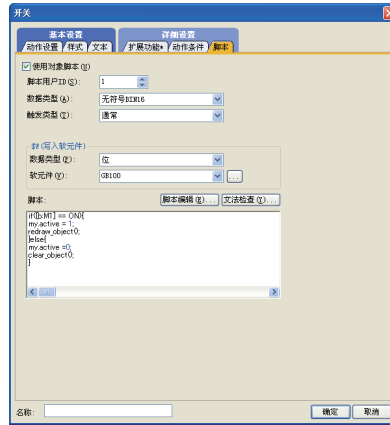 开关
基本设置 详细设置
动作设置 样式 文本 扩展功能* 动作条件 脚本
使用对象脚本(U)
脚本用户ID(S): 1
数据类型(A): 无符号BIN16
触发类型(T): 通常
$W(写入软元件)
数据类型(P): 位
软元件(V): GB100
脚本: 脚本编辑(E)... 文法检查(Y)...
if([b:M1] == ON){
my.active = 1;
redraw_object();
}else{
my.active =0;
clear_object();
}
名称: 确定 取消